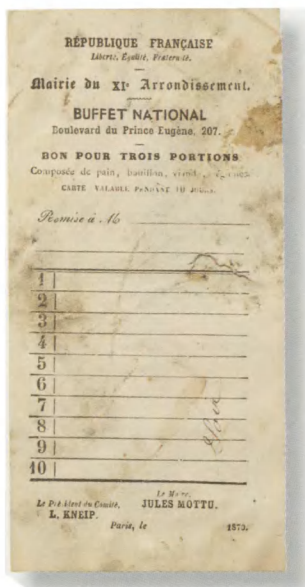 RÉPUBLIQUE FRANÇAISE
Liberté, Égalité, Fraternité.
Mairie du XIe Arrondissement.
BUFFET NATIONAL
Boulevard du Prince Eugène, 207.
BON POUR TROIS PORTIONS
Composée de pain, bouillon, viande,
CARTE VALABLE PENDANT 10 JOURS.
Remise à M
1
2
3
4
5
6
7
8
9
10
Le Président du Comité,
L. KNEIP.
Le Maire,
JULES MOTTU.
Paris, le 1870.